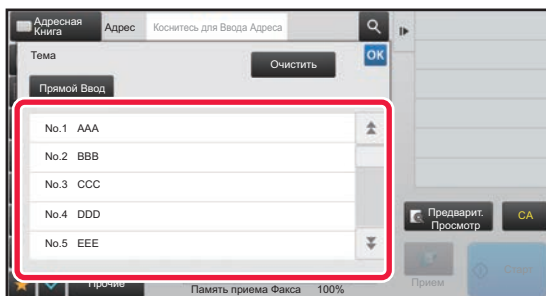 Адресная
Книга
Адрес
Коснитесь для Ввода Адреса
Тема
Очистить
OK
Прямой Ввод
No.1 AAA
No.2 BBB
No.3 CCC
No.4 DDD
No.5 EEE
Предварит.
Просмотр
CA
Прочие
Память приема Факса 100%
Прием
Старт